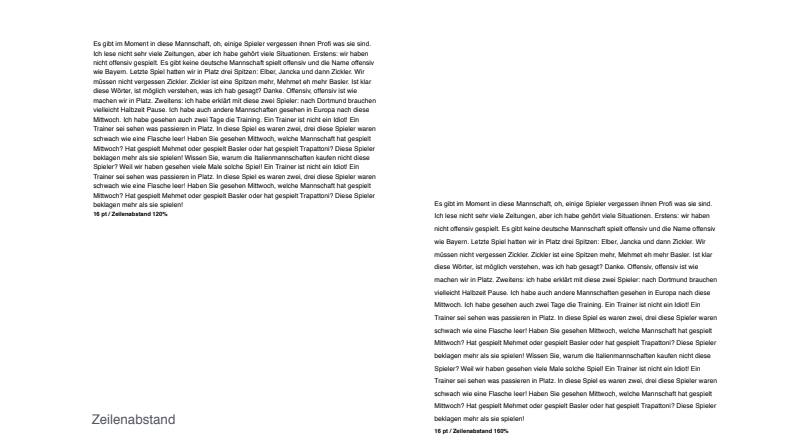 Es gibt im Moment in diese Mannschaft, oh, einige Spieler vergessen ihnen Profi was sie sind.
Ich lese nicht sehr viele Zeitungen, aber ich habe gehört viele Situationen. Erstens: wir haben
nicht offensiv gespielt. Es gibt keine deutsche Mannschaft spielt offensiv und die Name offensiv
wie Bayern. Letzte Spiel hatten wir in Platz drei Spitzen: Elber, Jancka und dann Zickler. Wir
müssen nicht vergessen Zickler. Zickler ist eine Spitzen mehr, Mehmet eh mehr Basler. Ist klar
diese Wörter, ist möglich verstehen, was ich hab gesagt? Danke. Offensiv, offensiv ist wie
machen wir in Platz. Zweitens: ich habe erklärt mit diese zwei Spieler: nach Dortmund brauchen
vielleicht Halbzeit Pause. Ich habe auch andere Mannschaften gesehen in Europa nach diese
Mittwoch. Ich habe gesehen auch zwei Tage die Training. Ein Trainer ist nicht ein Idiot! Ein
Trainer sei sehen was passieren in Platz. In diese Spiel es waren zwei, drei diese Spieler waren
schwach wie eine Flasche leer! Haben Sie gesehen Mittwoch, welche Mannschaft hat gespielt
Mittwoch? Hat gespielt Mehmet oder gespielt Basler oder hat gespielt Trapattoni? Diese Spieler
beklagen mehr als sie spielen! Wissen Sie, warum die Italienmannschaften kaufen nicht diese
Spieler? Weil wir haben gesehen viele Male solche Spiel! Ein Trainer ist nicht ein Idiot! Ein
Trainer sei sehen was passieren in Platz. In diese Spiel es waren zwei, drei diese Spieler waren
schwach wie eine Flasche leer! Haben Sie gesehen Mittwoch, welche Mannschaft hat gespielt
Mittwoch? Hat gespielt Mehmet oder gespielt Basler oder hat gespielt Trapattoni? Diese Spieler
beklagen mehr als sie spielen!
16 pt / Zeilenabstand 120%
Es gibt im Moment in diese Mannschaft, oh, einige Spieler vergessen ihnen Profi was sie sind.
Ich lese nicht sehr viele Zeitungen, aber ich habe gehört viele Situationen. Erstens: wir haben
nicht offensiv gespielt. Es gibt keine deutsche Mannschaft spielt offensiv und die Name offensiv
wie Bayern. Letzte Spiel hatten wir in Platz drei Spitzen: Elber, Jancka und dann Zickler. Wir
müssen nicht vergessen Zickler. Zickler ist eine Spitzen mehr, Mehmet eh mehr Basler. Ist klar
diese Wörter, ist möglich verstehen, was ich hab gesagt? Danke. Offensiv, offensiv ist wie
machen wir in Platz. Zweitens: ich habe erklärt mit diese zwei Spieler: nach Dortmund brauchen
vielleicht Halbzeit Pause. Ich habe auch andere Mannschaften gesehen in Europa nach diese
Mittwoch. Ich habe gesehen auch zwei Tage die Training. Ein Trainer ist nicht ein Idiot! Ein
Trainer sei sehen was passieren in Platz. In diese Spiel es waren zwei, drei diese Spieler waren
schwach wie eine Flasche leer! Haben Sie gesehen Mittwoch, welche Mannschaft hat gespielt
Mittwoch? Hat gespielt Mehmet oder gespielt Basler oder hat gespielt Trapattoni? Diese Spieler
beklagen mehr als sie spielen! Wissen Sie, warum die Italienmannschaften kaufen nicht diese
Spieler? Weil wir haben gesehen viele Male solche Spiel! Ein Trainer ist nicht ein Idiot! Ein
Trainer sei sehen was passieren in Platz. In diese Spiel es waren zwei, drei diese Spieler waren
schwach wie eine Flasche leer! Haben Sie gesehen Mittwoch, welche Mannschaft hat gespielt
Mittwoch? Hat gespielt Mehmet oder gespielt Basler oder hat gespielt Trapattoni? Diese Spieler
beklagen mehr als sie spielen!
16 pt / Zeilenabstand 160%
Zeilenabstand